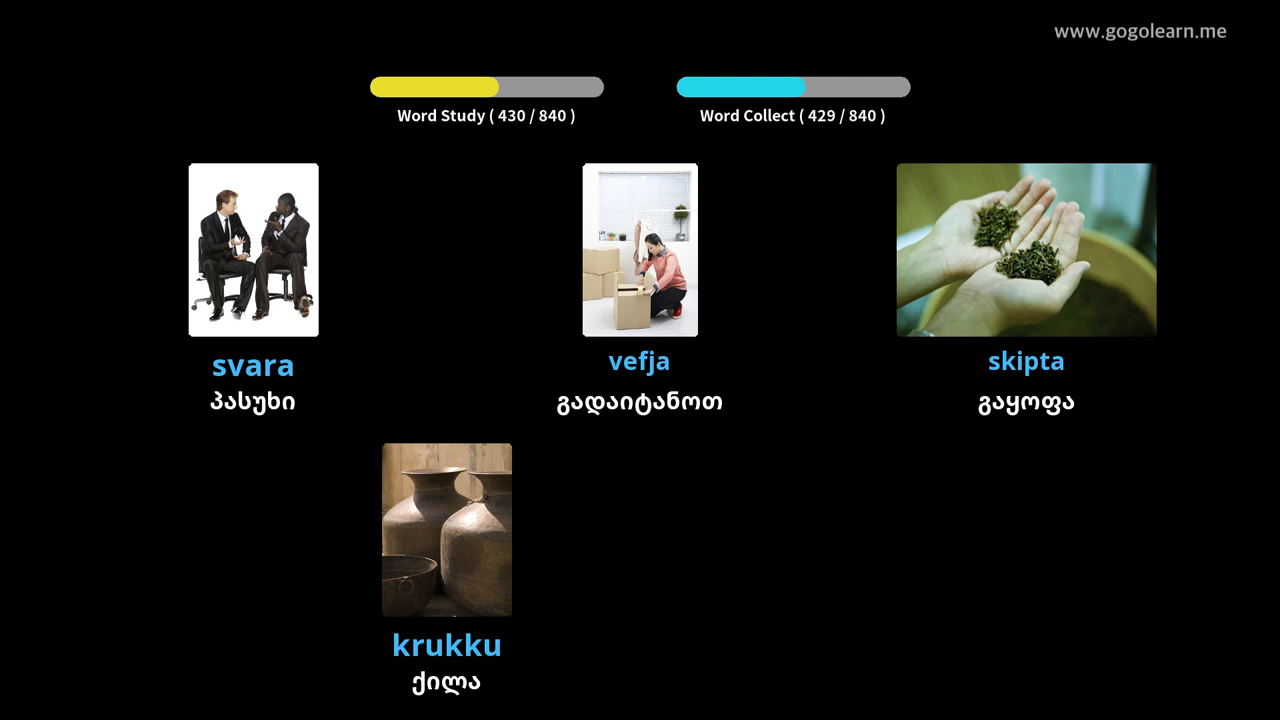 www.gogolearn.me
Word Study ( 430 / 840 )
Word Collect ( 429 / 840 )
svara
პასუხი
vefja
გადაიტანოთ
skipta
გაყოფა
krukku
ქილა